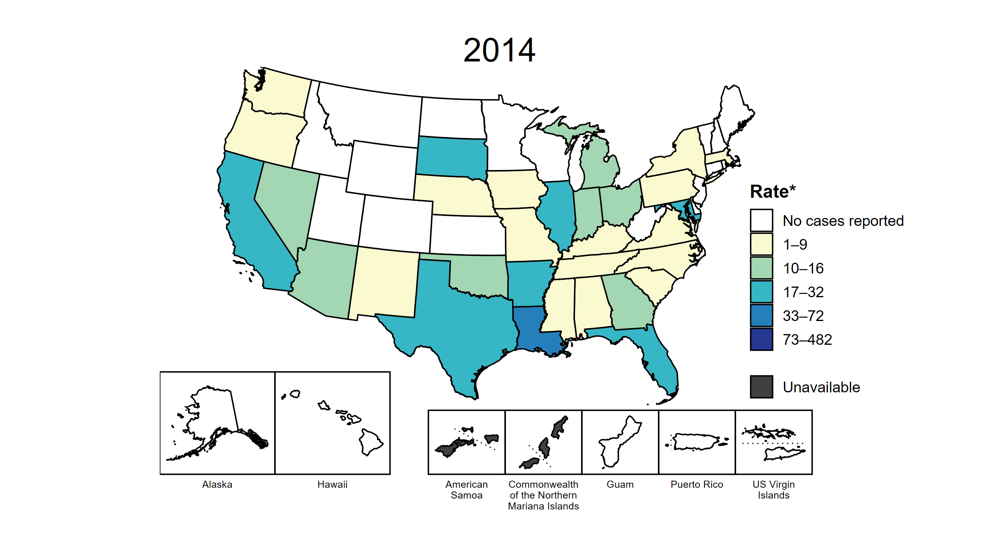 2014
Rate*
No cases reported
1–9
10–16
17–32
33–72
73–482
Unavailable
Alaska
Hawaii
American
Samoa
Commonwealth
of the Northern
Mariana Islands
Guam
Puerto Rico
US Virgin
Islands